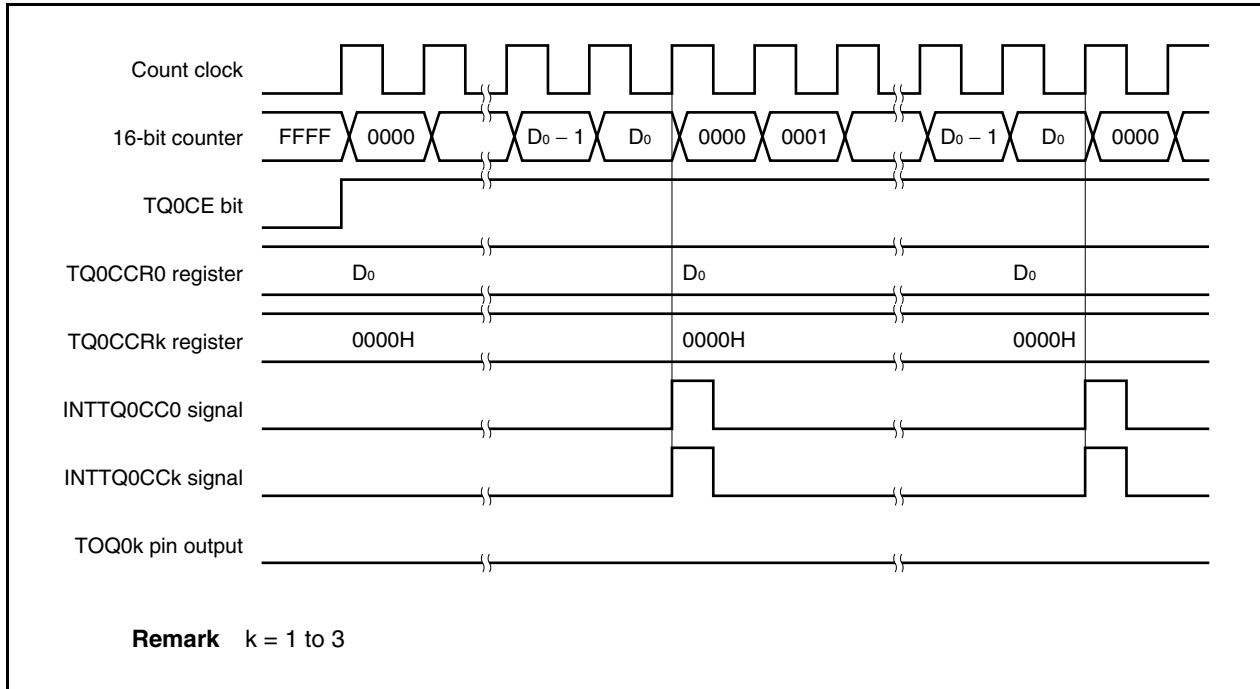 Count clock
16-bit counter FFFF 0000 D0 – 1 D0 0000 0001 D0 – 1 D0 0000
TQ0CE bit
TQ0CCR0 register D0 D0 D0
TQ0CCRk register 0000H 0000H 0000H
INTTQ0CC0 signal
INTTQ0CCk signal
TOQ0k pin output
Remark k = 1 to 3